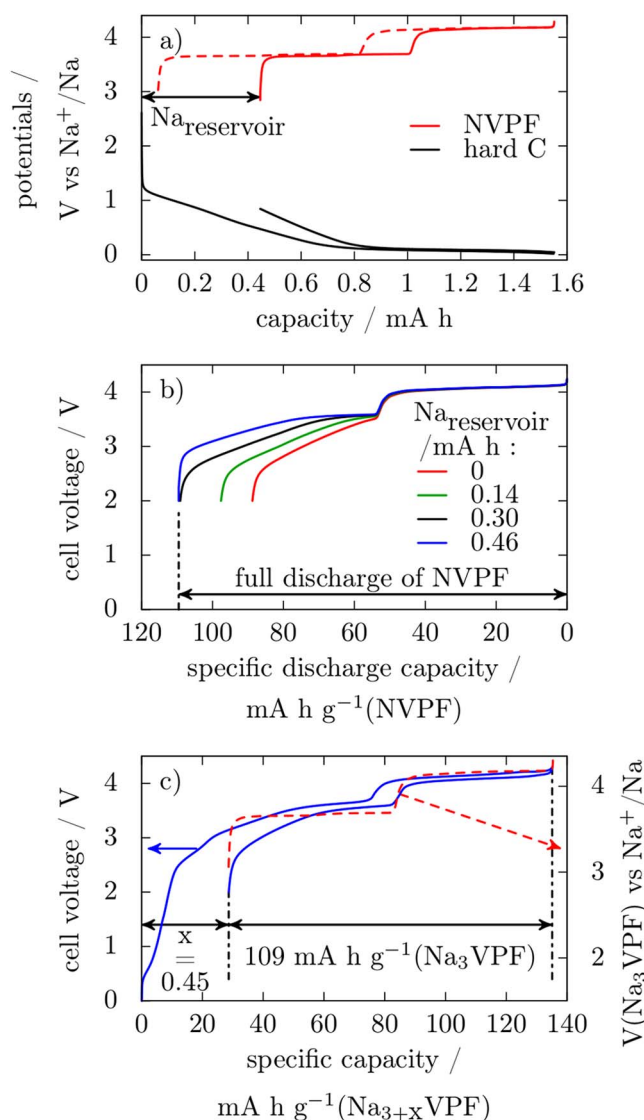 a)
potentials /
V vs Na⁺/Na
4
3
2
1
0
Na_reservoir
NVPF
hard C
0 0.2 0.4 0.6 0.8 1 1.2 1.4 1.6
capacity / mA h
b)
cell voltage / V
4
3
2
1
0
Na_reservoir
/mA h :
0
0.14
0.30
0.46
full discharge of NVPF
120 100 80 60 40 20 0
specific discharge capacity /
mA h g⁻¹(NVPF)
c)
cell voltage / V
4
3
2
1
0
x
=
0.45
109 mA h g⁻¹(Na₃VPF)
4
3
2
V(Na₃VPF) vs Na⁺/Na
0 20 40 60 80 100 120 140
specific capacity /
mA h g⁻¹(Na₃₊ₓVPF)